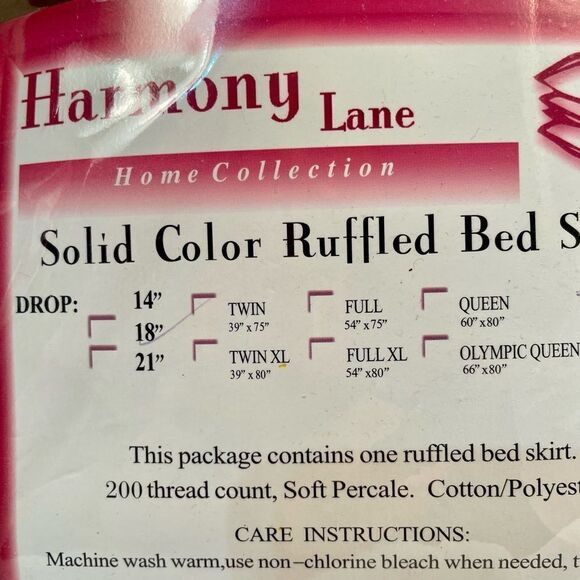 Harmony Lane
Home Collection
Solid Color Ruffled Bed S
DROP: 14” TWIN FULL QUEEN
39” x 75” 54” x 75” 60” x80”
18”
21” TWIN XL FULL XL OLYMPIC QUEEN
39” x 80” 54” x80” 66” x80”
This package contains one ruffled bed skirt.
200 thread count, Soft Percale. Cotton/Polyest
CARE INSTRUCTIONS:
Machine wash warm,use non-chlorine bleach when needed, t